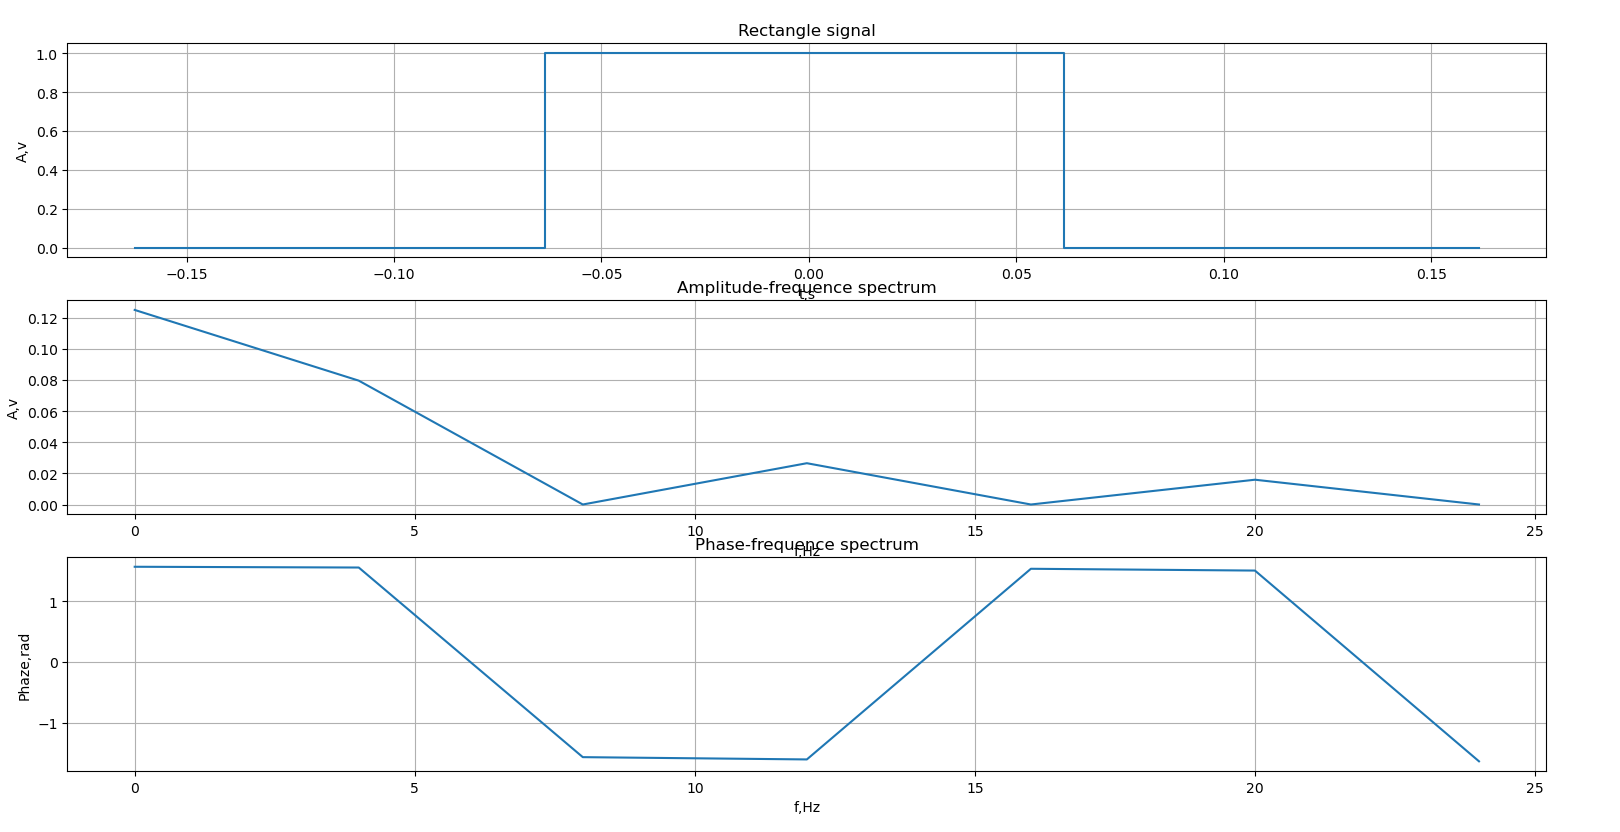 Rectangle signal
1.0
0.8
0.6
0.4
0.2
0.0
A,v
−0.15 −0.10 −0.05 0.00 0.05 0.10 0.15
t,s
Amplitude-frequence spectrum
0.12
0.10
0.08
0.06
0.04
0.02
0.00
A,v
0 5 10 15 20 25
f,Hz
Phase-frequence spectrum
1
0
−1
Phaze,rad
0 5 10 15 20 25
f,Hz